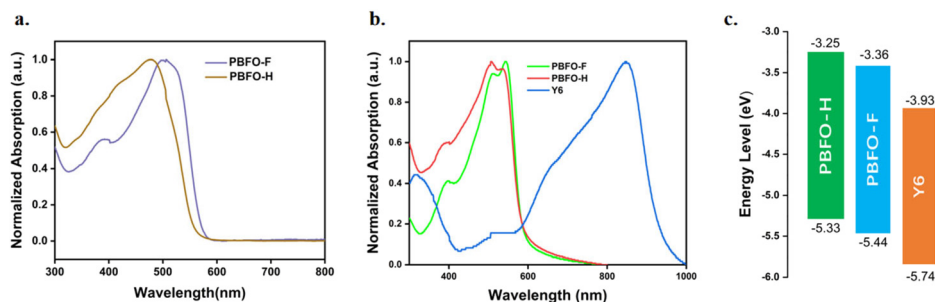 a.
Normalized Absorption (a.u.)
1.0
0.8
0.6
0.4
0.2
0.0
PBFO-F
PBFO-H
300 400 500 600 700 800
Wavelength(nm)
b.
Normalized Absorption (a.u.)
1.0
0.8
0.6
0.4
0.2
0.0
PBFO-F
PBFO-H
Y6
400 600 800 1000
Wavelength (nm)
c.
Energy Level (eV)
-3.0
-3.5
-4.0
-4.5
-5.0
-5.5
-6.0
-3.25
PBFO-H
-5.33
-3.36
PBFO-F
-5.44
-3.93
Y6
-5.74